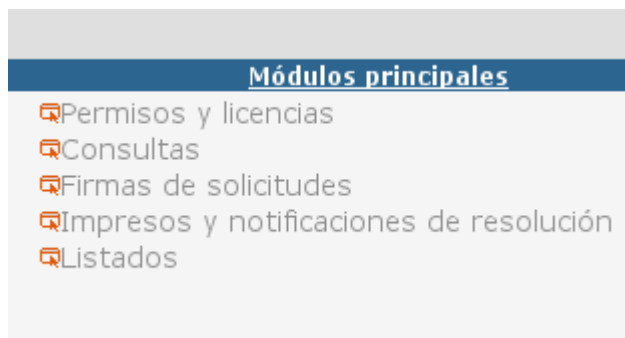 Módulos principales
Permisos y licencias
Consultas
Firmas de solicitudes
Impresos y notificaciones de resolución
Listados